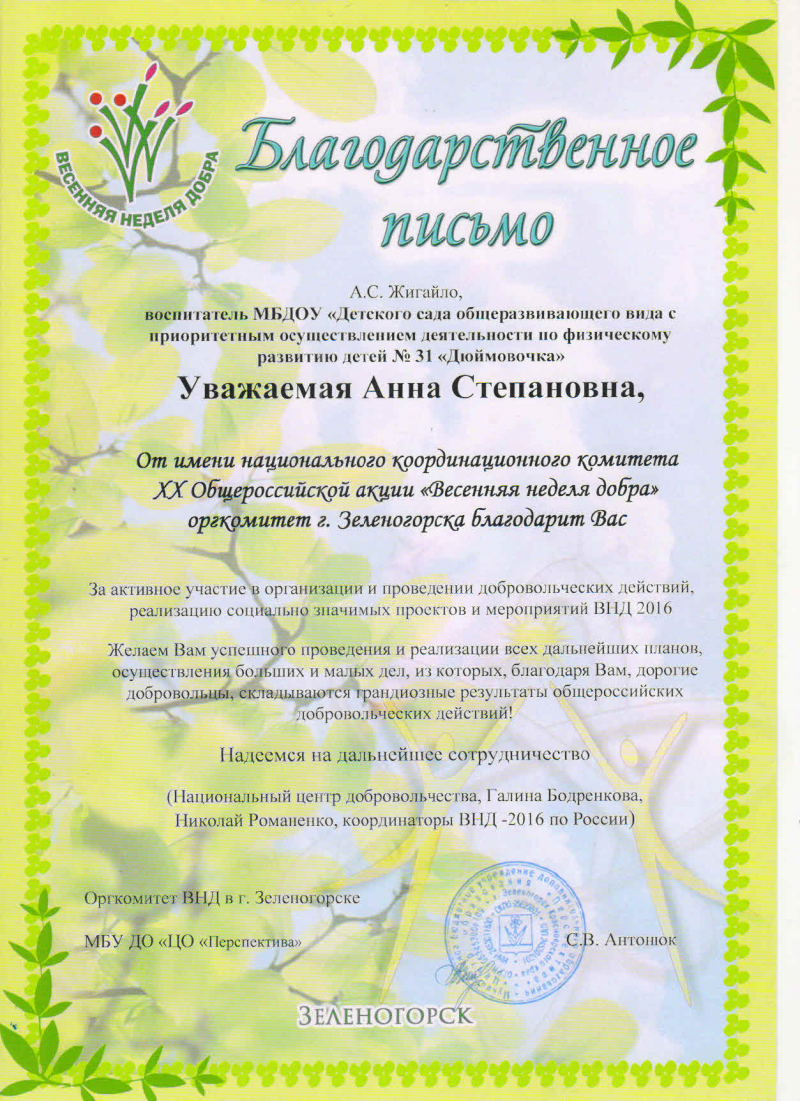 ВЕСЕННЯЯ НЕДЕЛЯ ДОБРА
Благодарственное
письмо
А.С. Жигайло,
воспитатель МБДОУ «Детского сада общеразвивающего вида с
приоритетным осуществлением деятельности по физическому
развитию детей № 31 «Дюймовочка»
Уважаемая Анна Степановна,
От имени национального координационного комитета
XX Общероссийской акции «Весенняя неделя добра»
оргкомитет г. Зеленогорска благодарит Вас
За активное участие в организации и проведении добровольческих действий,
реализацию социально значимых проектов и мероприятий ВНД 2016
Желаем Вам успешного проведения и реализации всех дальнейших планов,
осуществления больших и малых дел, из которых, благодаря Вам, дорогие
добровольцы, складываются грандиозные результаты общероссийских
добровольческих действий!
Надеемся на дальнейшее сотрудничество
(Национальный центр добровольчества, Галина Бодренкова,
Николай Романенко, координаторы ВНД -2016 по России)
Оргкомитет ВНД в г. Зеленогорске
МБУ ДО «ЦО «Перспектива»
С.В. Антонюк
ЗЕЛЕНОГОРСК